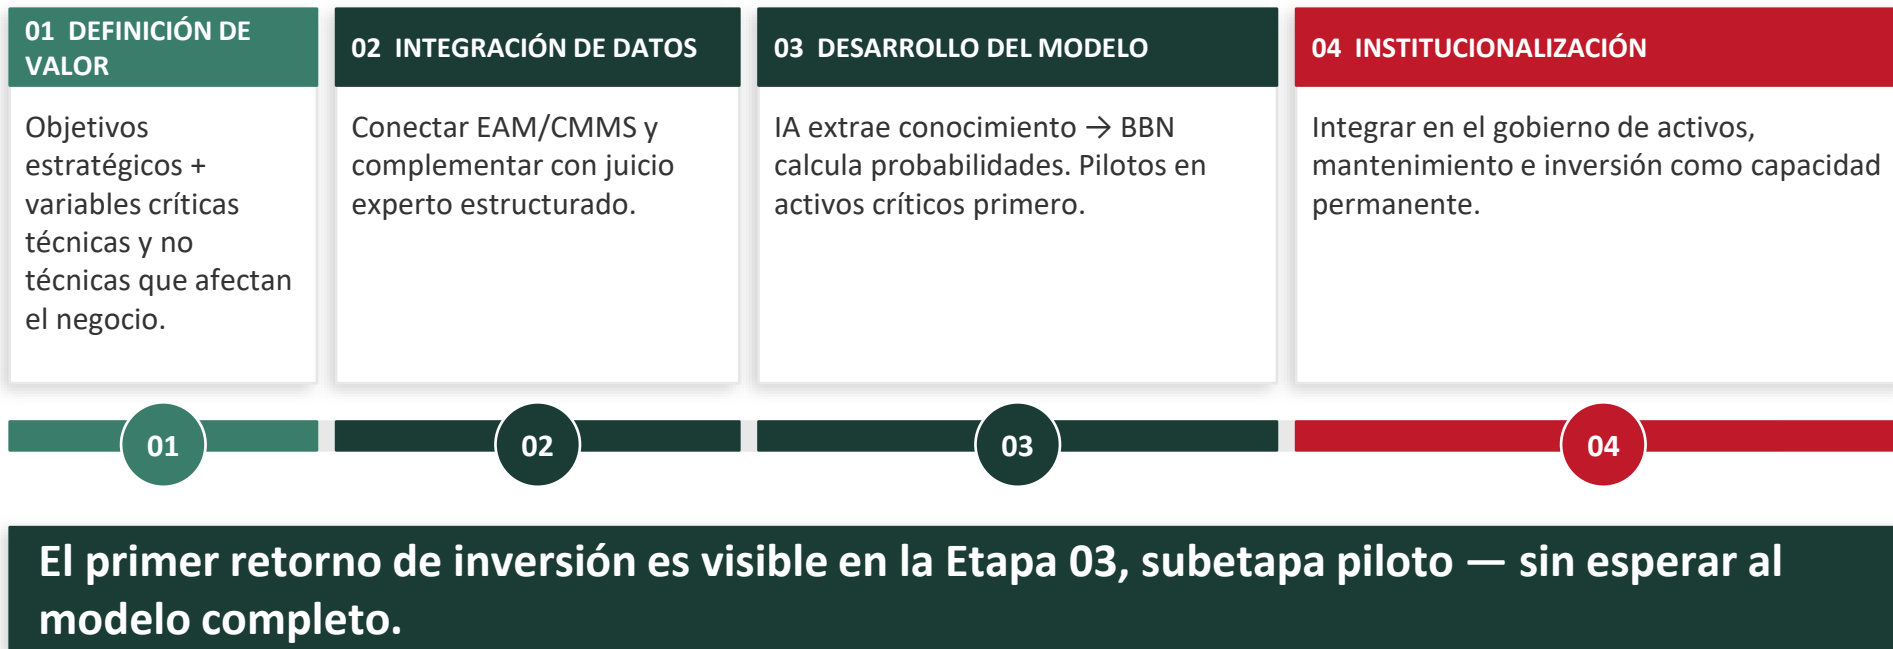 01 DEFINICIÓN DE
VALOR
Objetivos
estratégicos +
variables críticas
técnicas y no
técnicas que afectan
el negocio.
02 INTEGRACIÓN DE DATOS
Conectar EAM/CMMS y
complementar con juicio
experto estructurado.
03 DESARROLLO DEL MODELO
IA extrae conocimiento → BBN
calcula probabilidades. Pilotos en
activos críticos primero.
04 INSTITUCIONALIZACIÓN
Integrar en el gobierno de activos,
mantenimiento e inversión como capacidad
permanente.
01
02
03
04
El primer retorno de inversión es visible en la Etapa 03, subetapa piloto — sin esperar al
modelo completo.